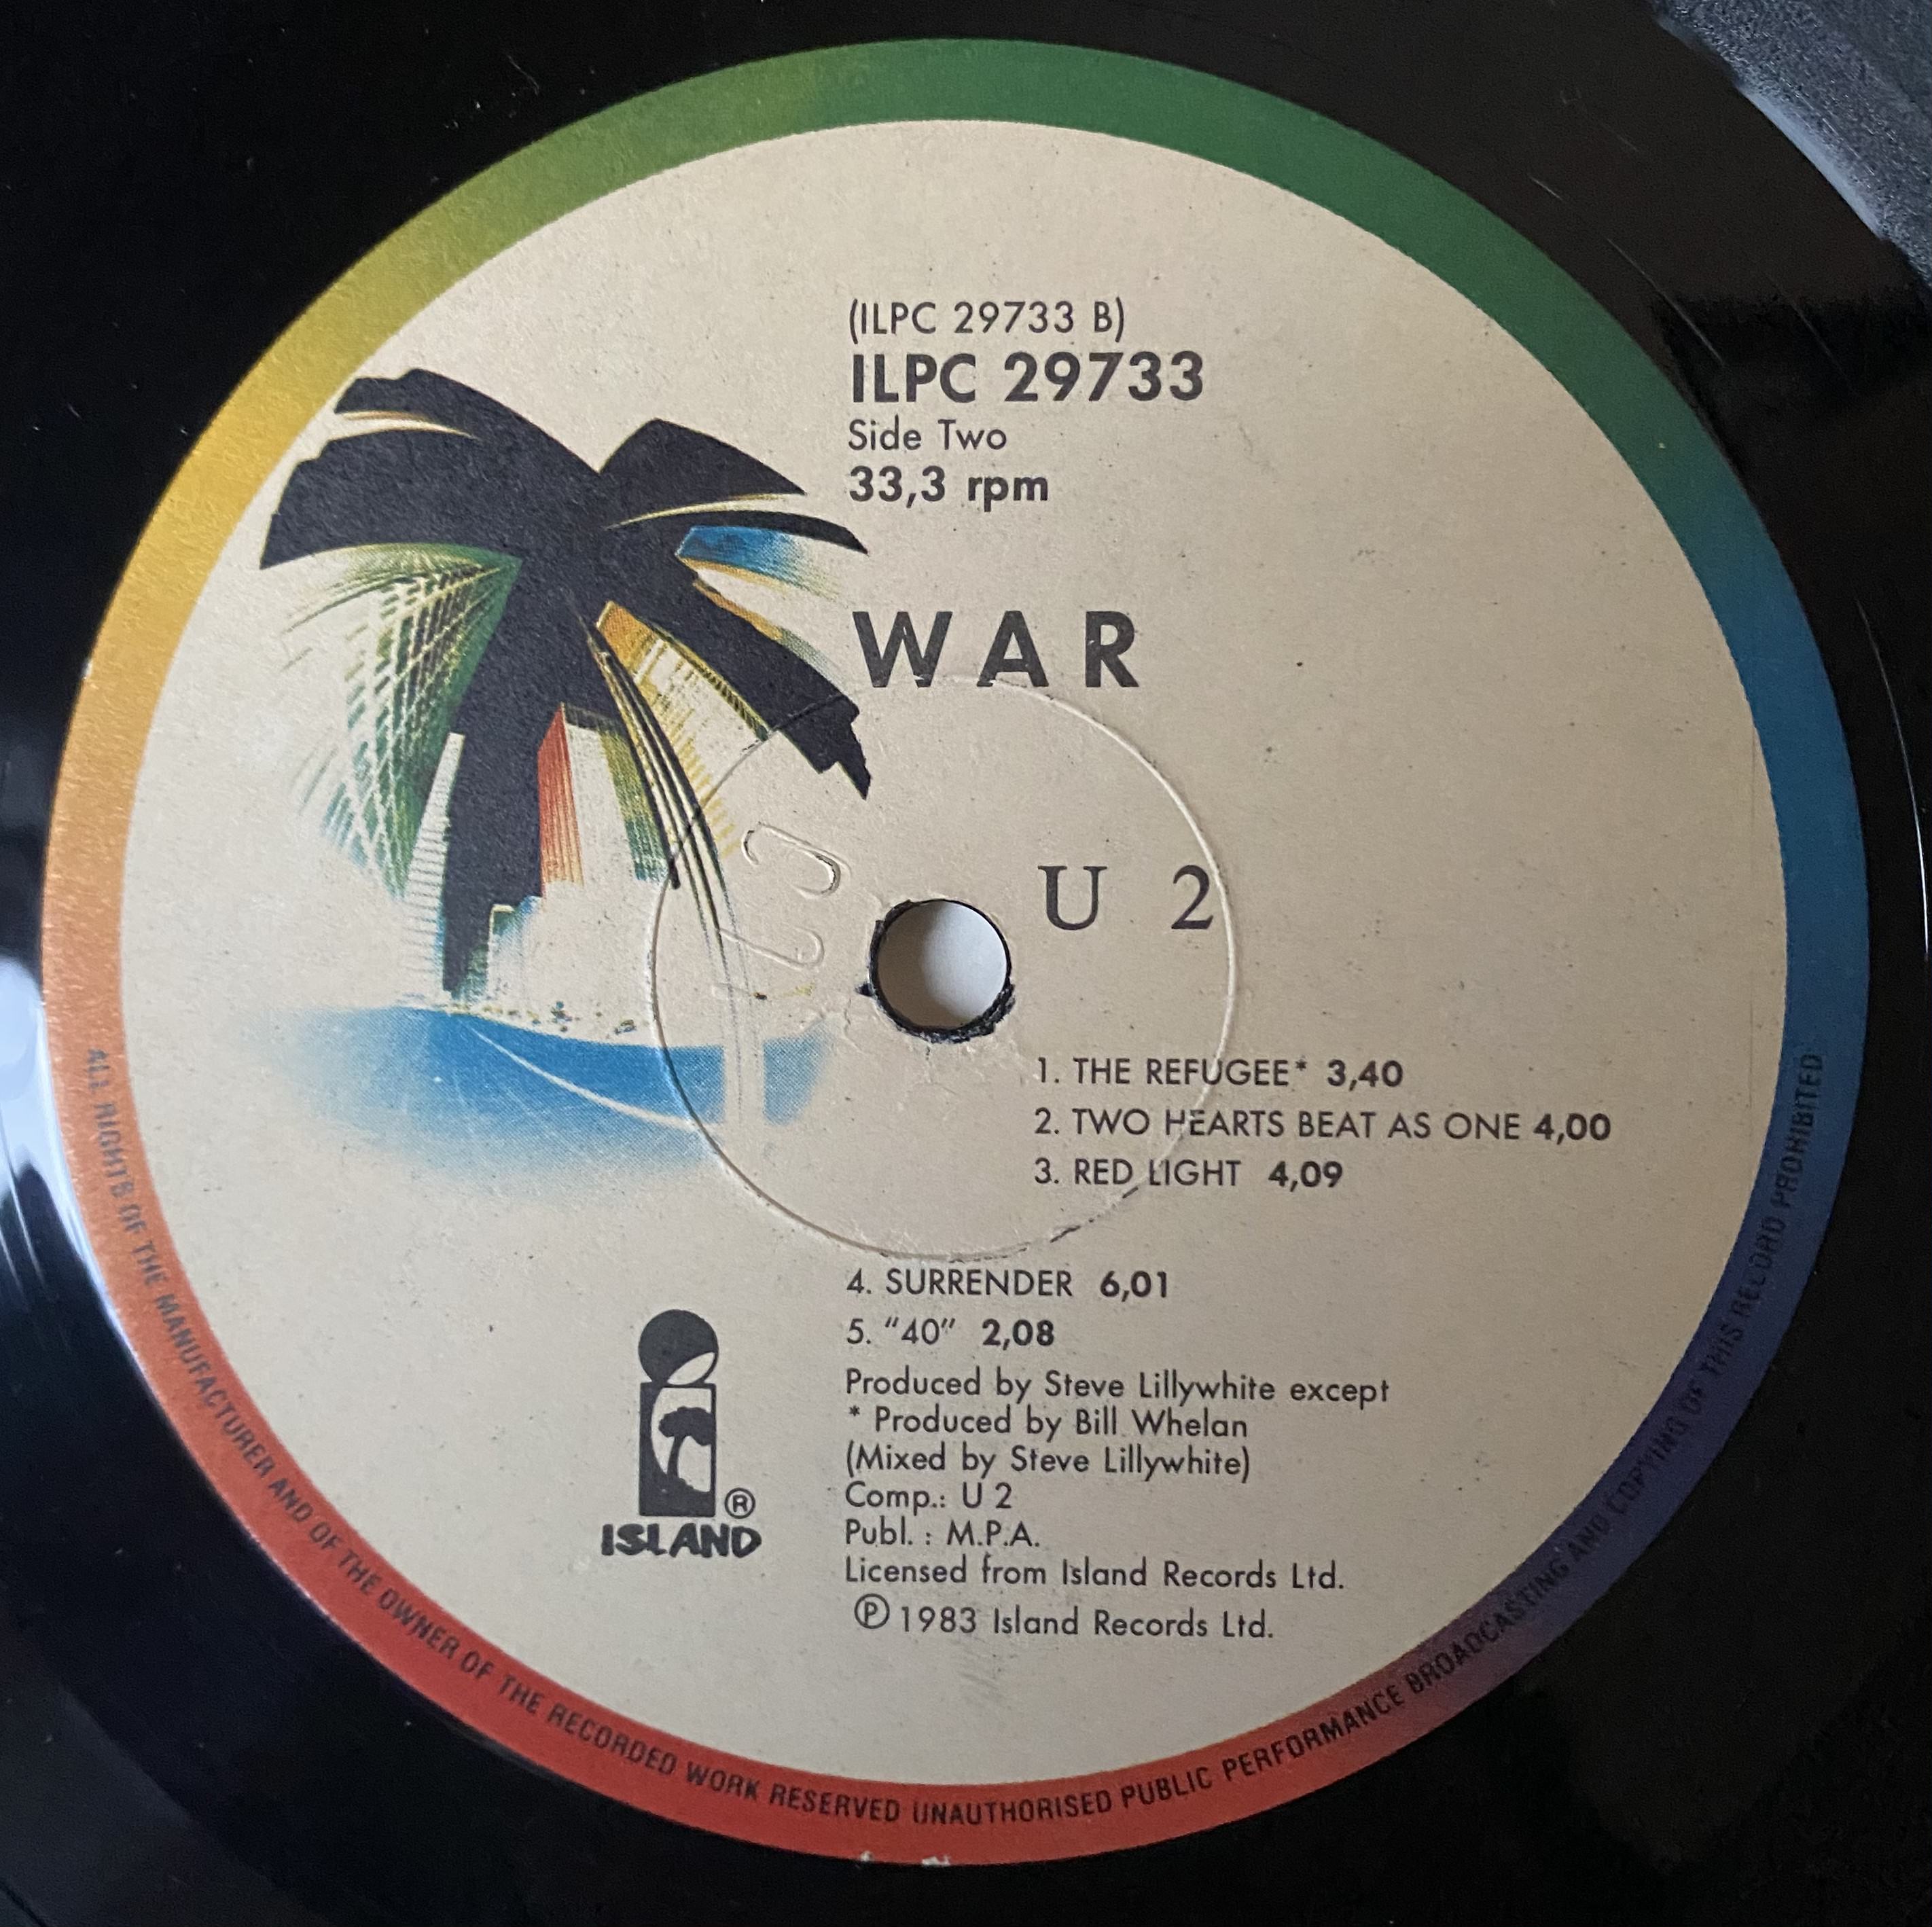 (ILPC 29733 B)
ILPC 29733
Side Two
33,3 rpm
WAR
U 2
1. THE REFUGEE* 3,40
2. TWO HEARTS BEAT AS ONE 4,00
3. RED LIGHT 4,09
4. SURRENDER 6,01
5. "40" 2,08
Produced by Steve Lillywhite except
* Produced by Bill Whelan
(Mixed by Steve Lillywhite)
Comp.: U 2
Publ. : M.P.A.
Licensed from Island Records Ltd.
℗ 1983 Island Records Ltd.
®
ISLAND
ALL RIGHTS OF THE MANUFACTURER AND OF THE OWNER OF THE RECORDED WORK RESERVED UNAUTHORISED PUBLIC PERFORMANCE BROADCASTING AND COPYING OF THIS RECORD PROHIBITED